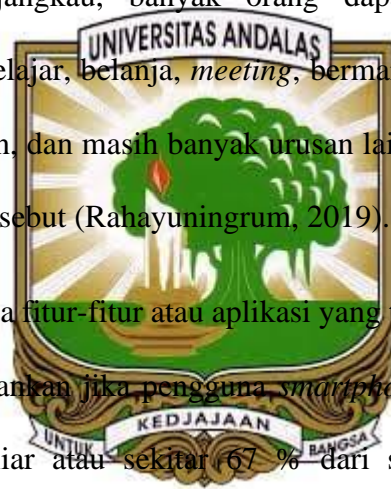 jangkau, banyak orang dap
UNIVERSITAS ANDALAS
elajar, belanja, meeting, berma
n, dan masih banyak urusan lai
sebut (Rahayuningrum, 2019).
a fitur-fitur atau aplikasi yang
ankan jika pengguna smartph
KEDJAJAAN
UNTUK BANGSA
iar atau sekitar 67 % dari s